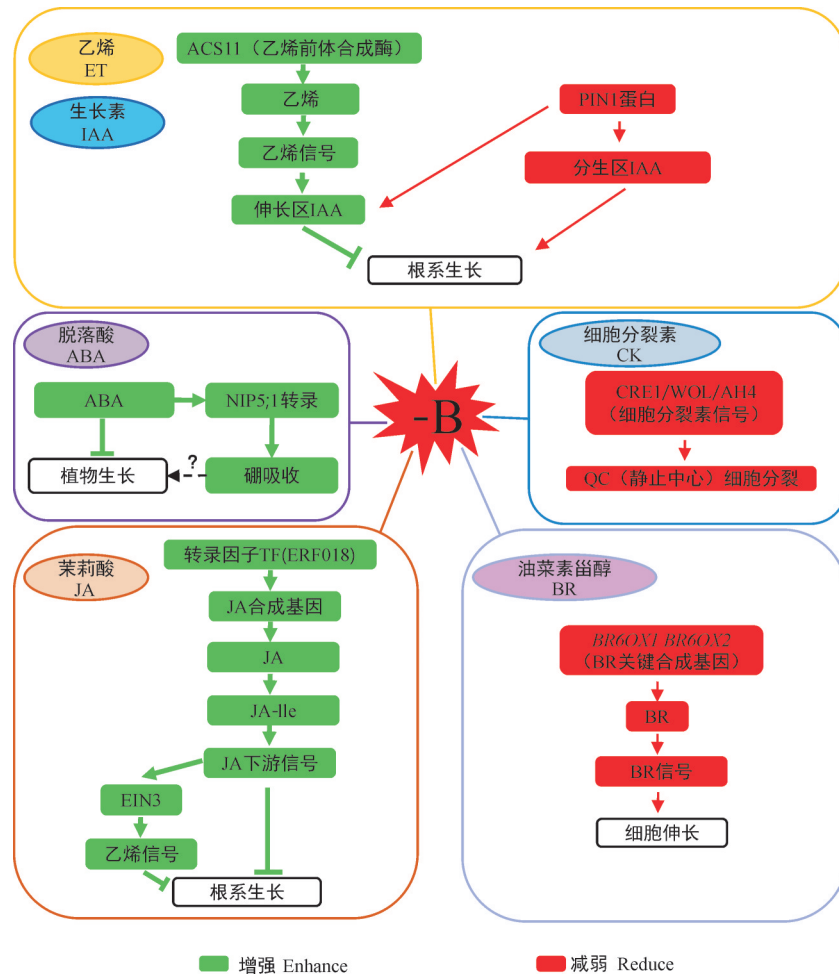 乙烯
ET
生长素
IAA
ACS11（乙烯前体合成酶）
乙烯
乙烯信号
伸长区IAA
PIN1蛋白
分生区IAA
根系生长
脱落酸
ABA
ABA
NIP5;1转录
植物生长
?
硼吸收
-B
细胞分裂素
CK
CRE1/WOL/AH4
（细胞分裂素信号）
QC（静止中心）细胞分裂
茉莉酸
JA
转录因子TF(ERF018)
JA合成基因
JA
JA-lle
JA下游信号
EIN3
乙烯信号
根系生长
油菜素甾醇
BR
BR6OX1 BR6OX2
（BR关键合成基因）
BR
BR信号
细胞伸长
增强 Enhance
减弱 Reduce